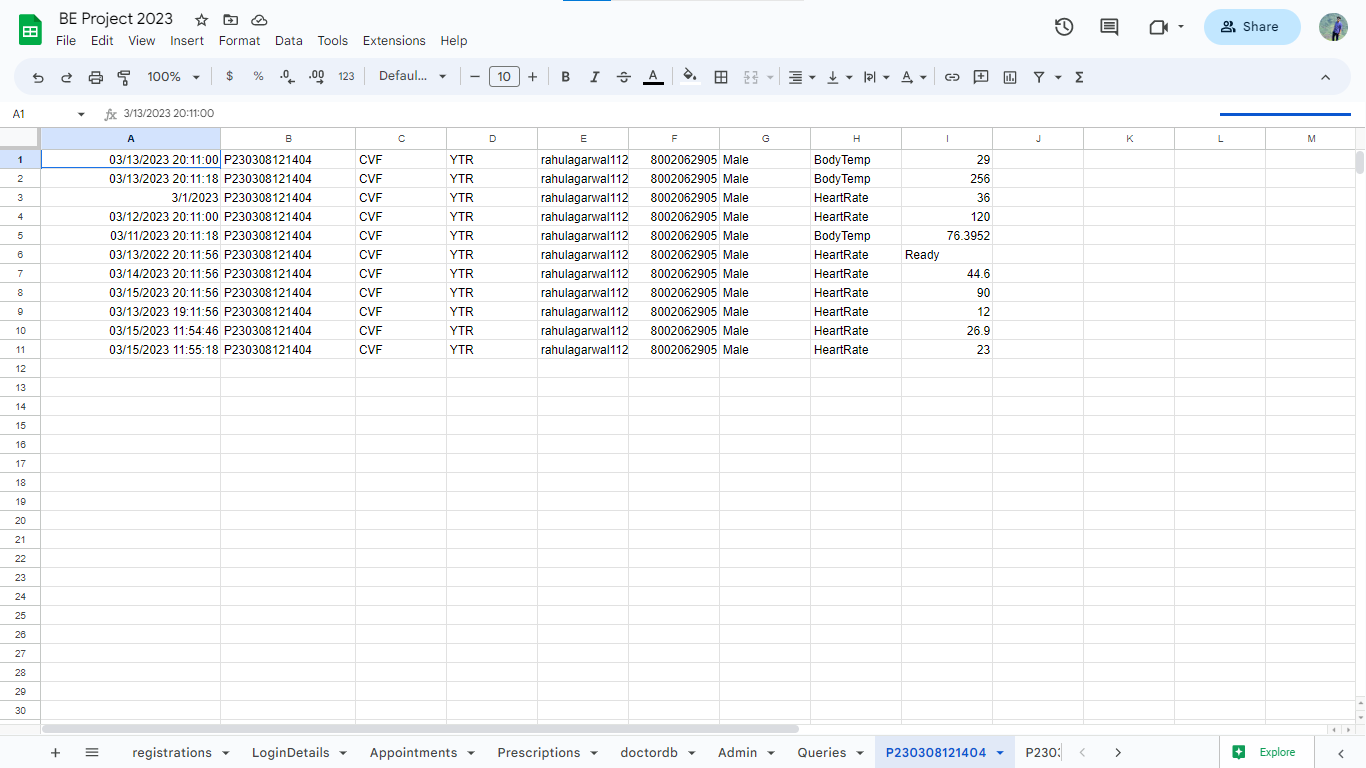 BE Project 2023
File Edit View Insert Format Data Tools Extensions Help
Share
100% $ % .0 .00 123 Defaul... − 10 + B I S A Σ
A1 fx 3/13/2023 20:11:00
A B C D E F G H I J K L M
1 03/13/2023 20:11:00 P230308121404 CVF YTR rahulagarwal112 8002062905 Male BodyTemp 29
2 03/13/2023 20:11:18 P230308121404 CVF YTR rahulagarwal112 8002062905 Male BodyTemp 256
3 3/1/2023 P230308121404 CVF YTR rahulagarwal112 8002062905 Male HeartRate 36
4 03/12/2023 20:11:00 P230308121404 CVF YTR rahulagarwal112 8002062905 Male HeartRate 120
5 03/11/2023 20:11:18 P230308121404 CVF YTR rahulagarwal112 8002062905 Male BodyTemp 76.3952
6 03/13/2022 20:11:56 P230308121404 CVF YTR rahulagarwal112 8002062905 Male HeartRate Ready
7 03/14/2023 20:11:56 P230308121404 CVF YTR rahulagarwal112 8002062905 Male HeartRate 44.6
8 03/15/2023 20:11:56 P230308121404 CVF YTR rahulagarwal112 8002062905 Male HeartRate 90
9 03/13/2023 19:11:56 P230308121404 CVF YTR rahulagarwal112 8002062905 Male HeartRate 12
10 03/15/2023 11:54:46 P230308121404 CVF YTR rahulagarwal112 8002062905 Male HeartRate 26.9
11 03/15/2023 11:55:18 P230308121404 CVF YTR rahulagarwal112 8002062905 Male HeartRate 23
12
13
14
15
16
17
18
19
20
21
22
23
24
25
26
27
28
29
30
registrations LoginDetails Appointments Prescriptions doctordb Admin Queries P230308121404 Explore